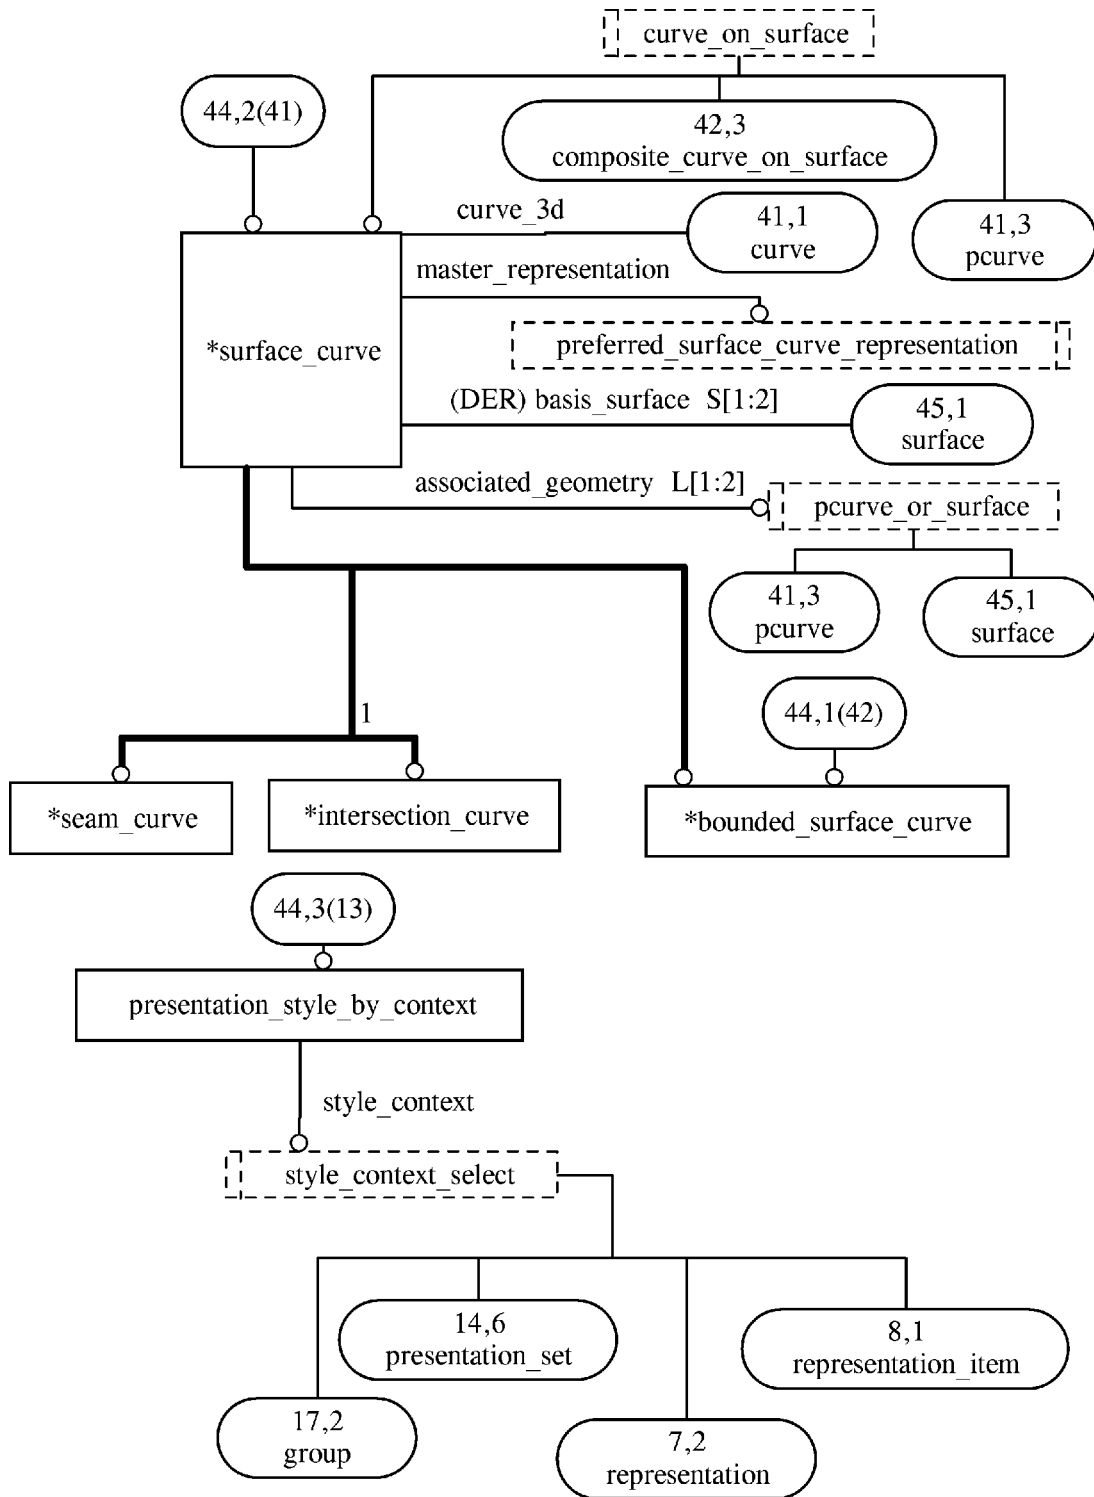 curve_on_surface
44,2(41)
42,3
composite_curve_on_surface
curve_3d
41,1
curve
41,3
pcurve
master_representation
*surface_curve
preferred_surface_curve_representation
(DER) basis_surface S[1:2]
45,1
surface
associated_geometry L[1:2]
pcurve_or_surface
41,3
pcurve
45,1
surface
1
44,1(42)
*seam_curve
*intersection_curve
*bounded_surface_curve
44,3(13)
presentation_style_by_context
style_context
style_context_select
14,6
presentation_set
8,1
representation_item
17,2
group
7,2
representation